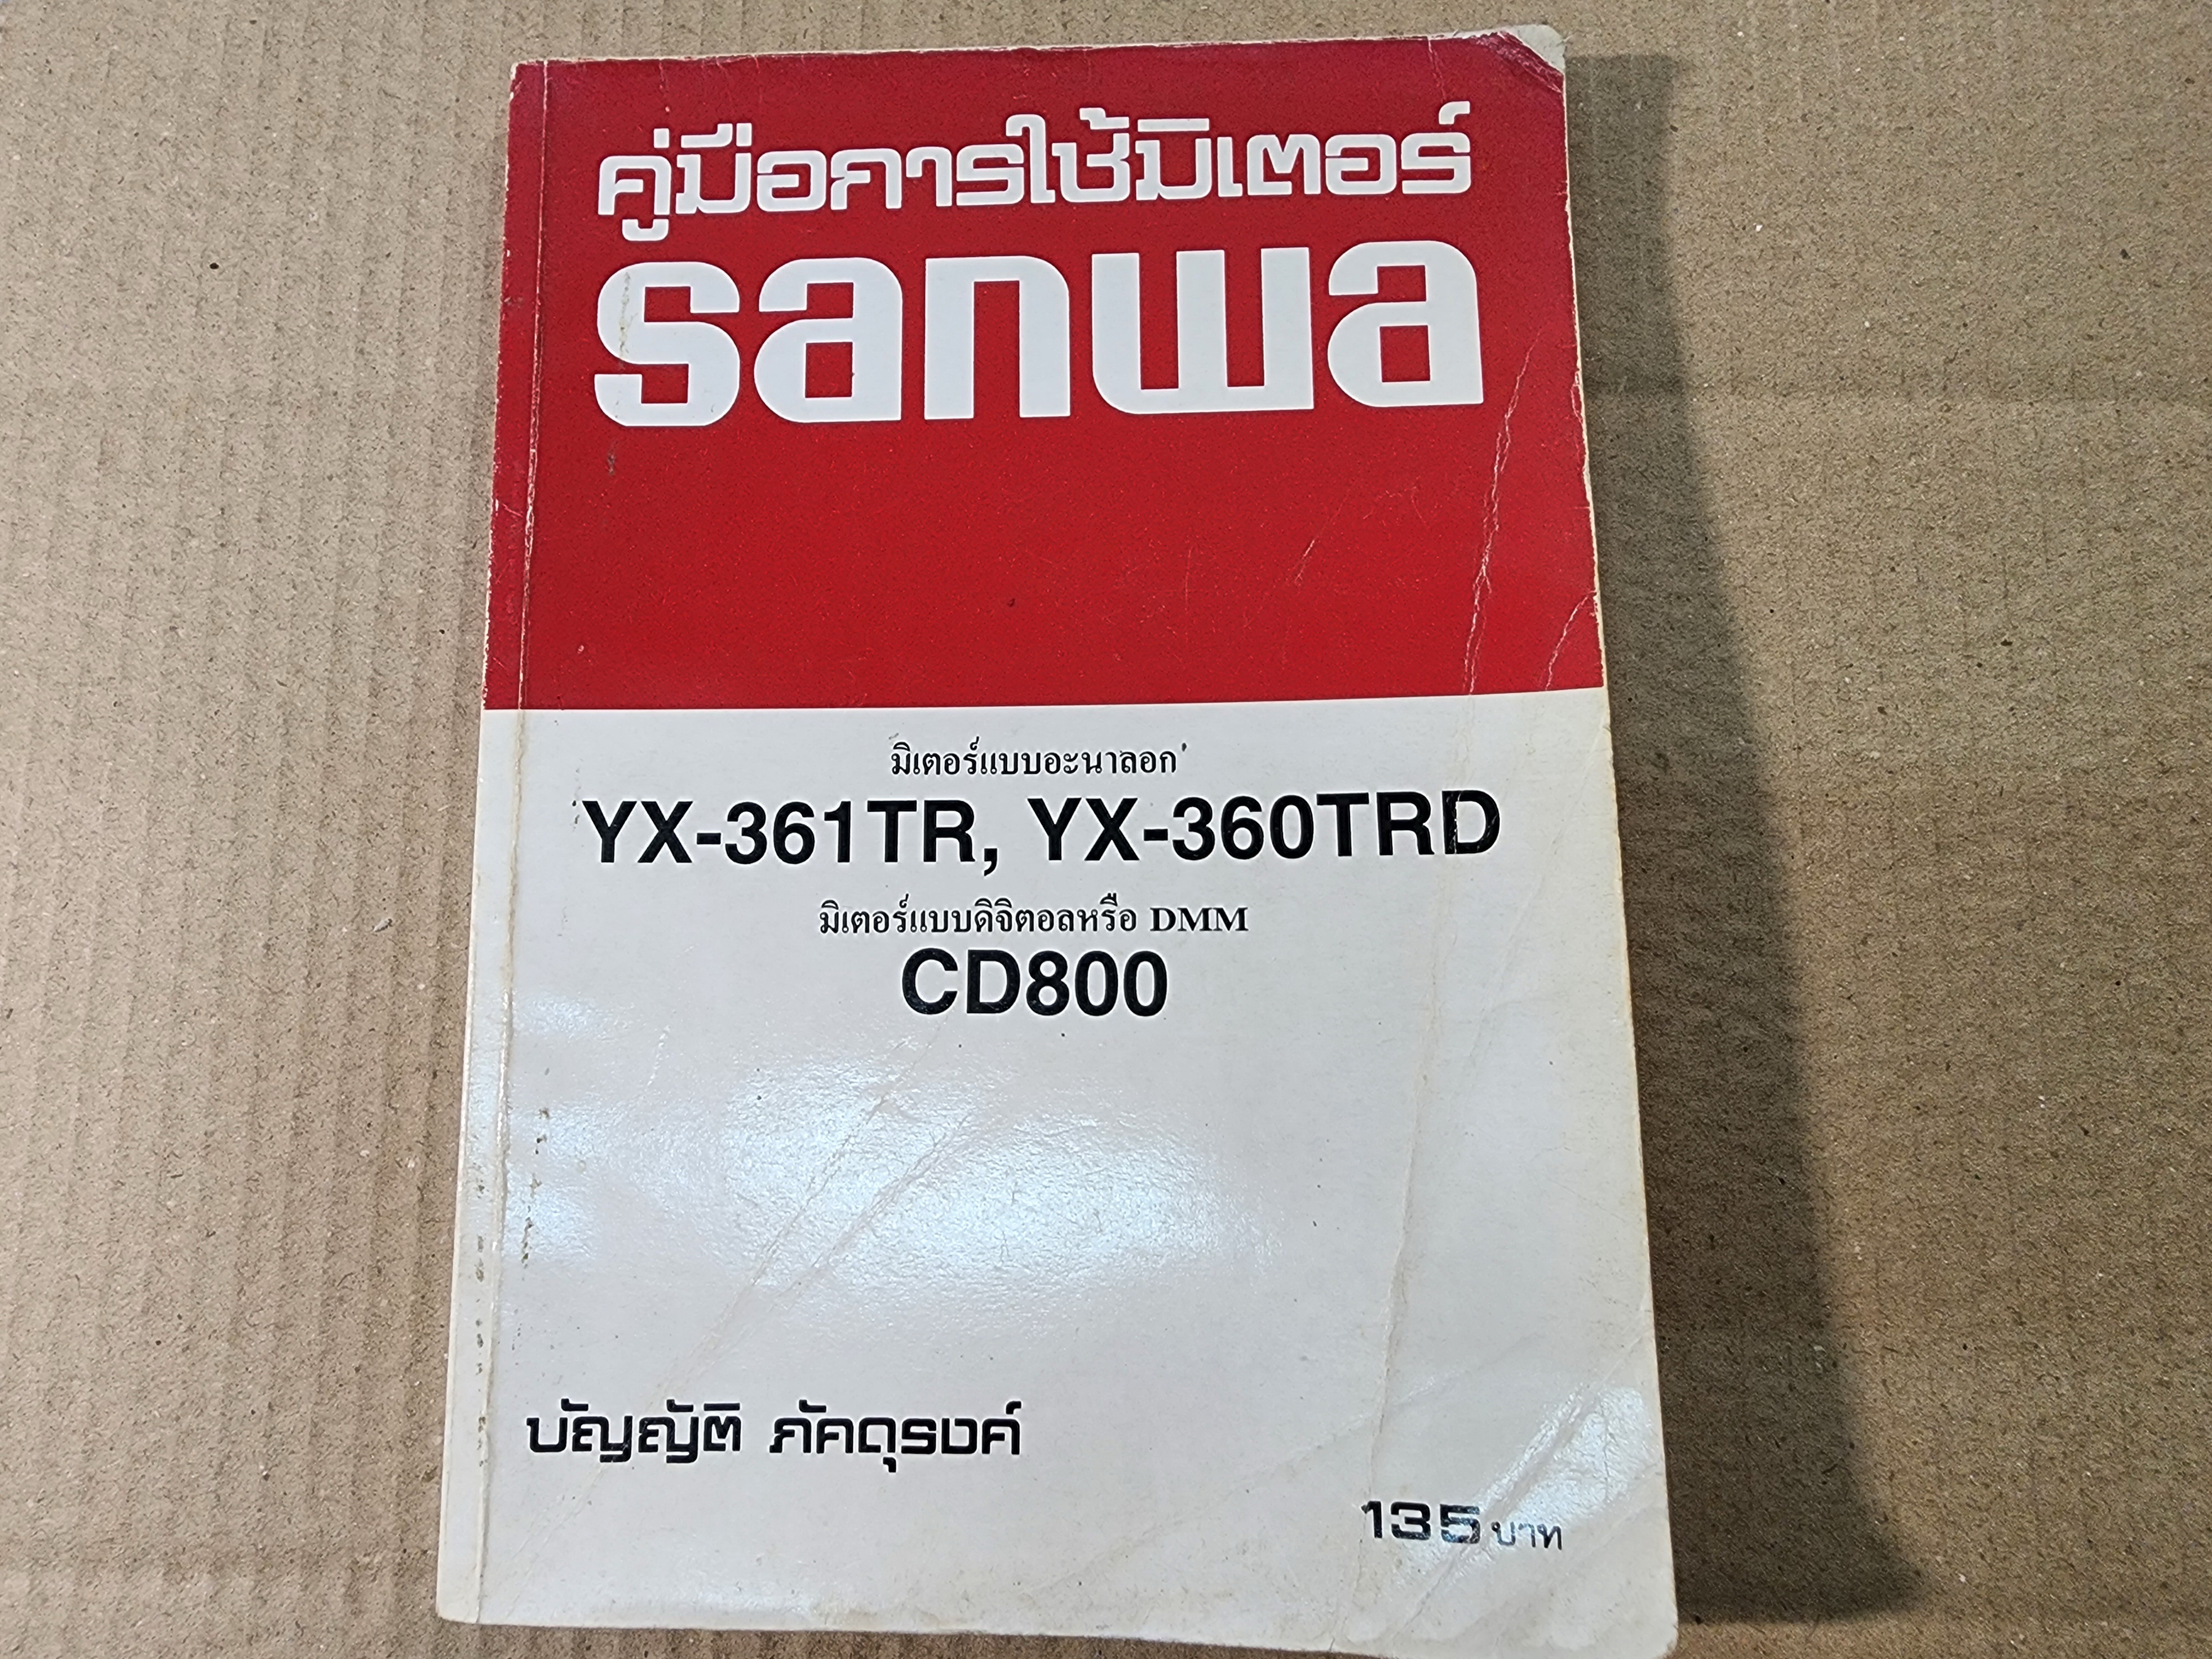 คู่มือการใช้มิเตอร์
sanwa
มิเตอร์แบบอะนาลอก
YX-361TR, YX-360TRD
มิเตอร์แบบดิจิตอลหรือ DMM
CD800
บัญญัติ ภัคดุรงค์
135 บาท